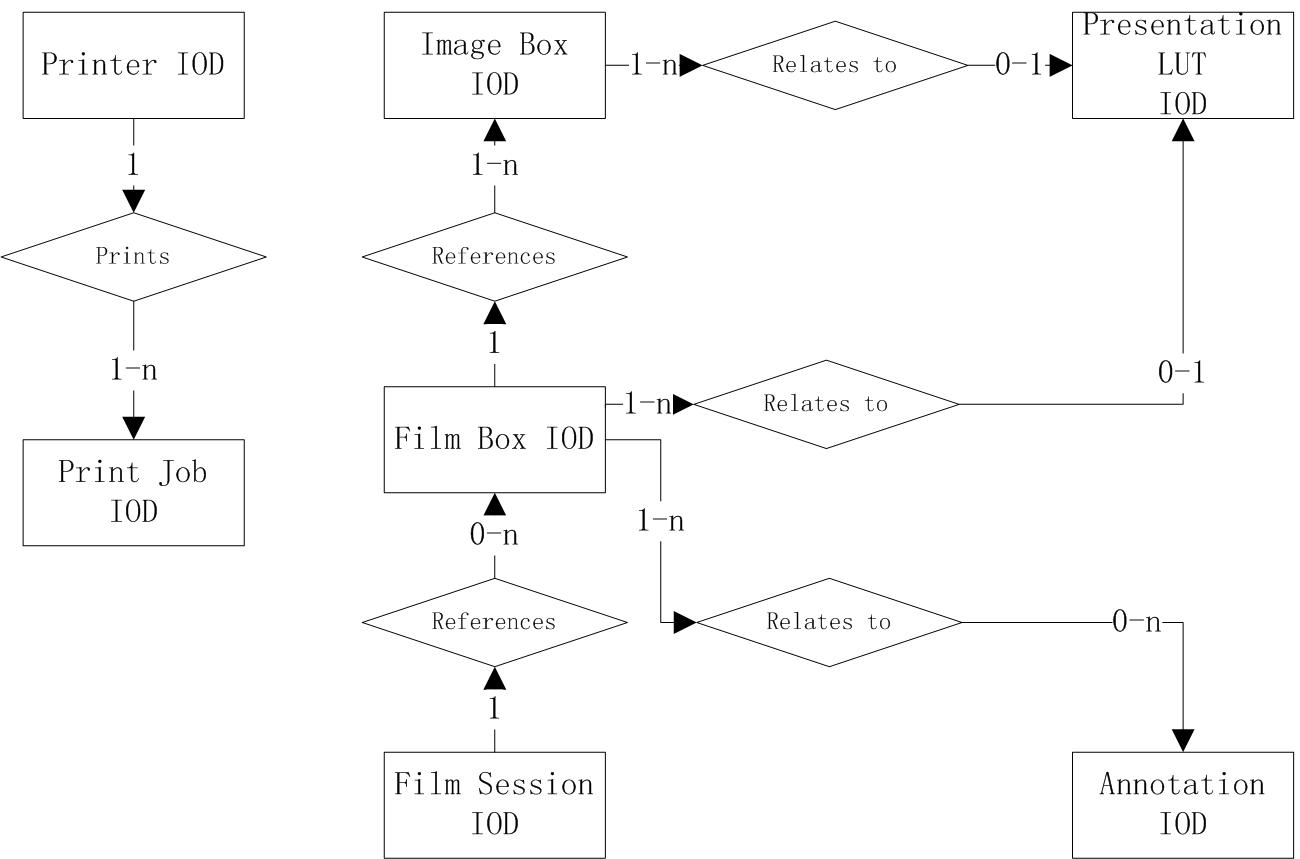 Printer IOD
1
Prints
1-n
Print Job
IOD
Image Box
IOD
1-n
Relates to
0-1
Presentation
LUT
IOD
1-n
References
1
Film Box IOD
1-n
Relates to
0-1
1-n
Relates to
0-n
Annotation
IOD
0-n
References
1
Film Session
IOD